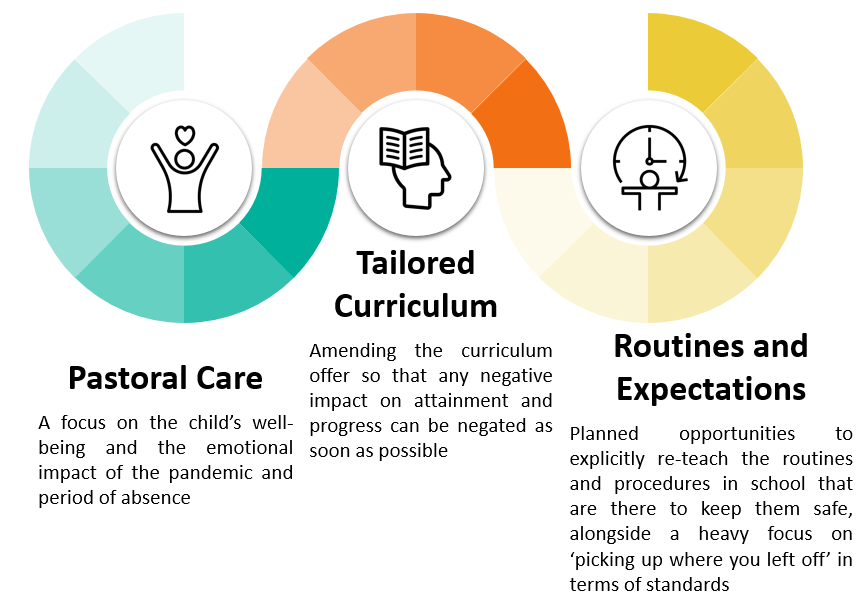 Pastoral Care
A focus on the child’s well-
being and the emotional
impact of the pandemic and
period of absence
Tailored
Curriculum
Amending the curriculum
offer so that any negative
impact on attainment and
progress can be negated as
soon as possible
Routines and
Expectations
Planned opportunities to
explicitly re-teach the routines
and procedures in school that
are there to keep them safe,
alongside a heavy focus on
‘picking up where you left off’ in
terms of standards